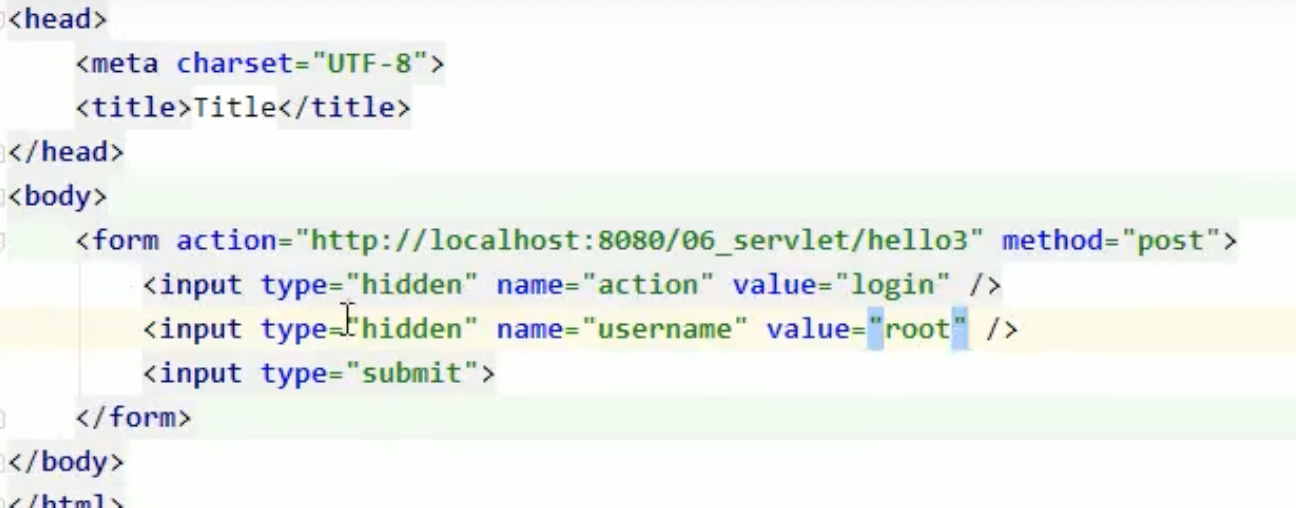 <head>
<meta charset="UTF-8">
<title>Title</title>
</head>
<body>
<form action="http://localhost:8080/06_servlet/hello3" method="post">
<input type="hidden" name="action" value="login" />
<input type="hidden" name="username" value="root" />
<input type="submit">
</form>
</body>
</html>